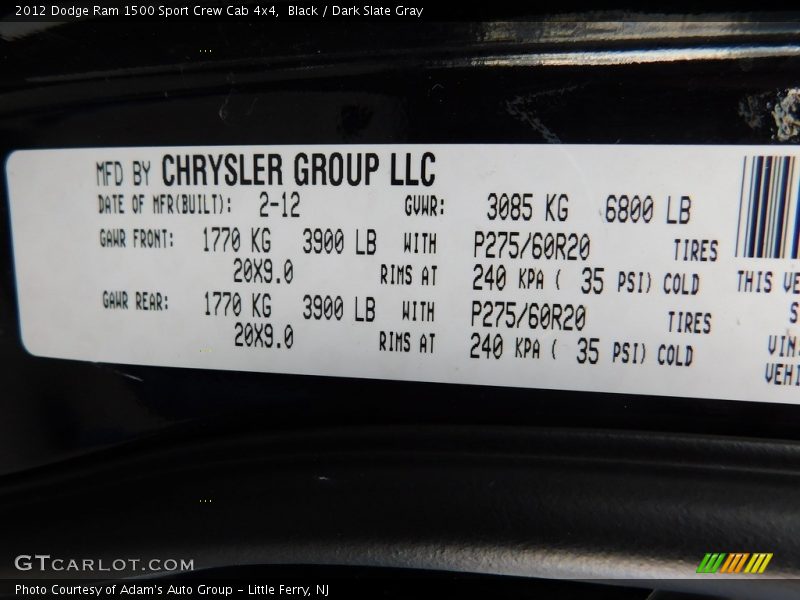 2012 Dodge Ram 1500 Sport Crew Cab 4x4,  Black / Dark Slate Gray
MFD BY CHRYSLER GROUP LLC
DATE OF MFR(BUILT): 2-12 GVWR: 3085 KG 6800 LB
GAWR FRONT: 1770 KG 3900 LB WITH P275/60R20 TIRES
20X9.0 RIMS AT 240 KPA ( 35 PSI) COLD THIS VE
GAWR REAR: 1770 KG 3900 LB WITH P275/60R20 TIRES S
20X9.0 RIMS AT 240 KPA ( 35 PSI) COLD VIN:
VEHI
GTCARLOT.COM
Photo Courtesy of Adam's Auto Group - Little Ferry, NJ